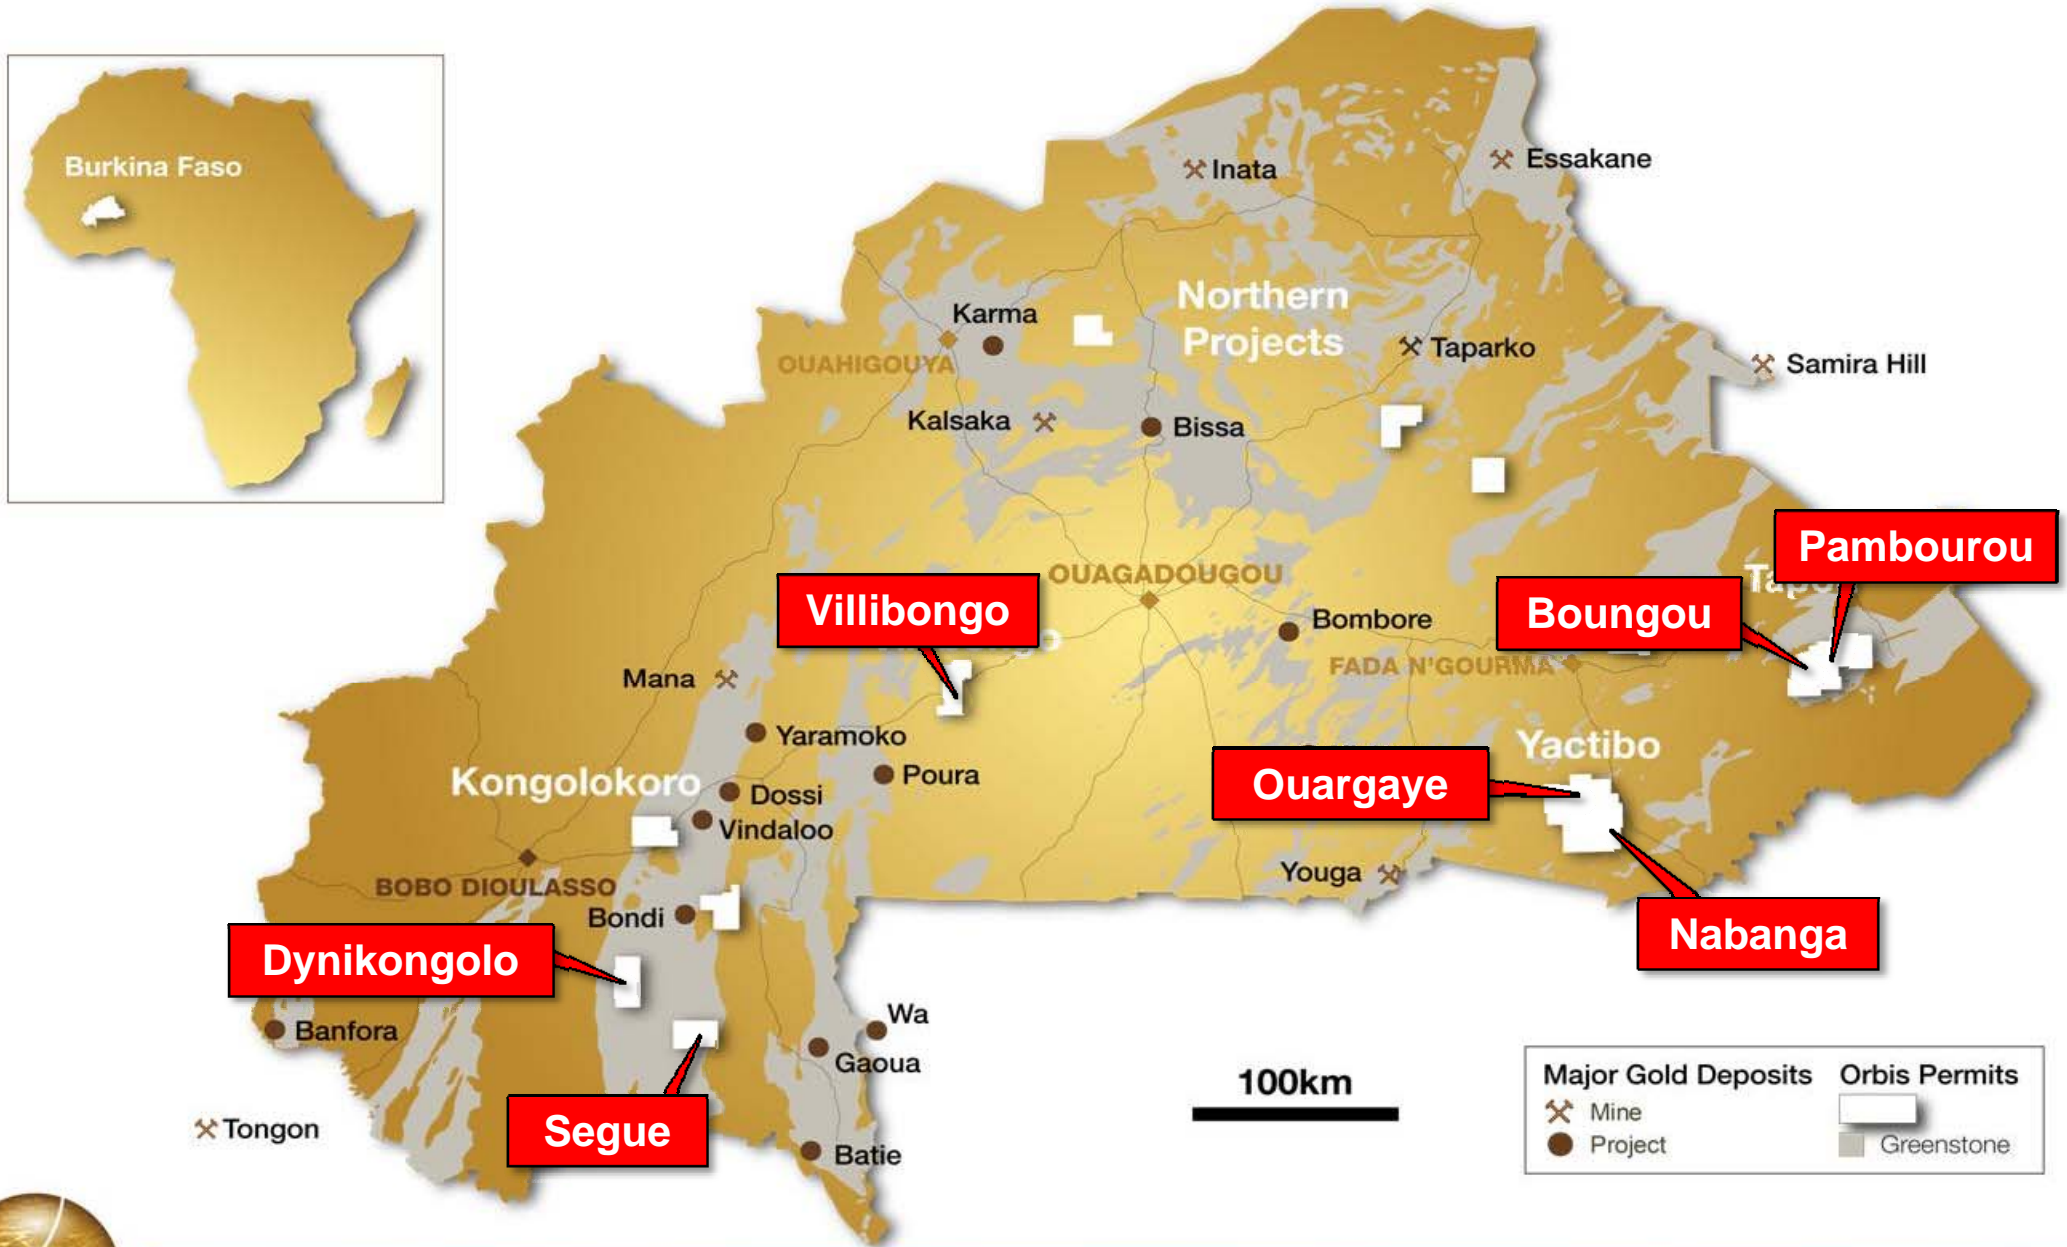 Burkina Faso
Inata
Essakane
Northern
Projects
Karma
OUAHIGOUYA
Taparko
Samira Hill
Kalsaka
Bissa
Pambourou
OUAGADOUGOU
Villibongo
Boungou
Bombore
FADA N'GOURMA
Mana
Yaramoko
Yactibo
Poura
Kongolokoro
Ouargaye
Dossi
Vindaloo
Youga
BOBO DIOULASSO
Bondi
Nabanga
Dynikongolo
Wa
Banfora
Gaoua
100km
Major Gold Deposits
Orbis Permits
Mine
Project
Greenstone
Segue
Tongon
Batie